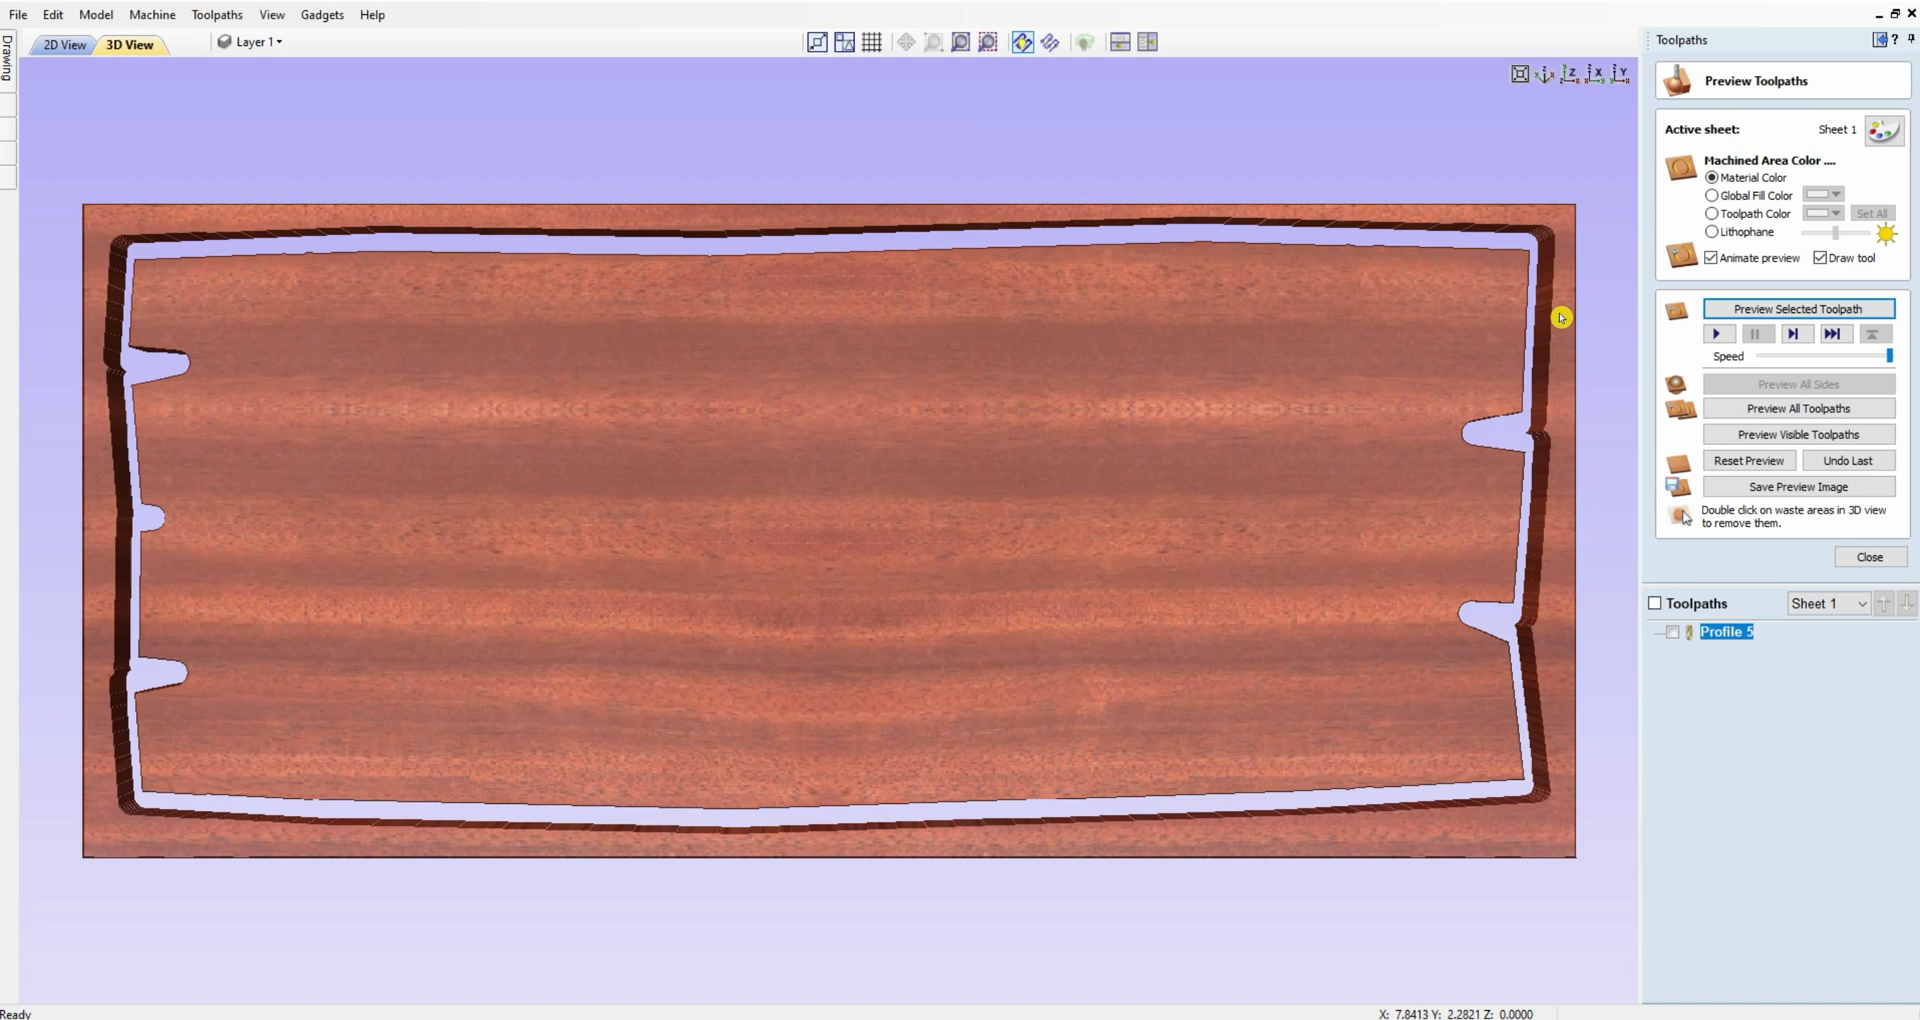 File Edit Model Machine Toolpaths View Gadgets Help
2D View 3D View Layer 1
Drawing
Toolpaths ?
Preview Toolpaths
Active sheet: Sheet 1
Machined Area Color ....
Material Color
Global Fill Color
Toolpath Color Set All
Lithophane
Animate preview Draw tool
Preview Selected Toolpath
Speed
Preview All Sides
Preview All Toolpaths
Preview Visible Toolpaths
Reset Preview Undo Last
Save Preview Image
Double click on waste areas in 3D view
to remove them.
Close
Toolpaths Sheet 1
Profile 5
Ready X: 7.8413 Y: 2.2821 Z: 0.0000